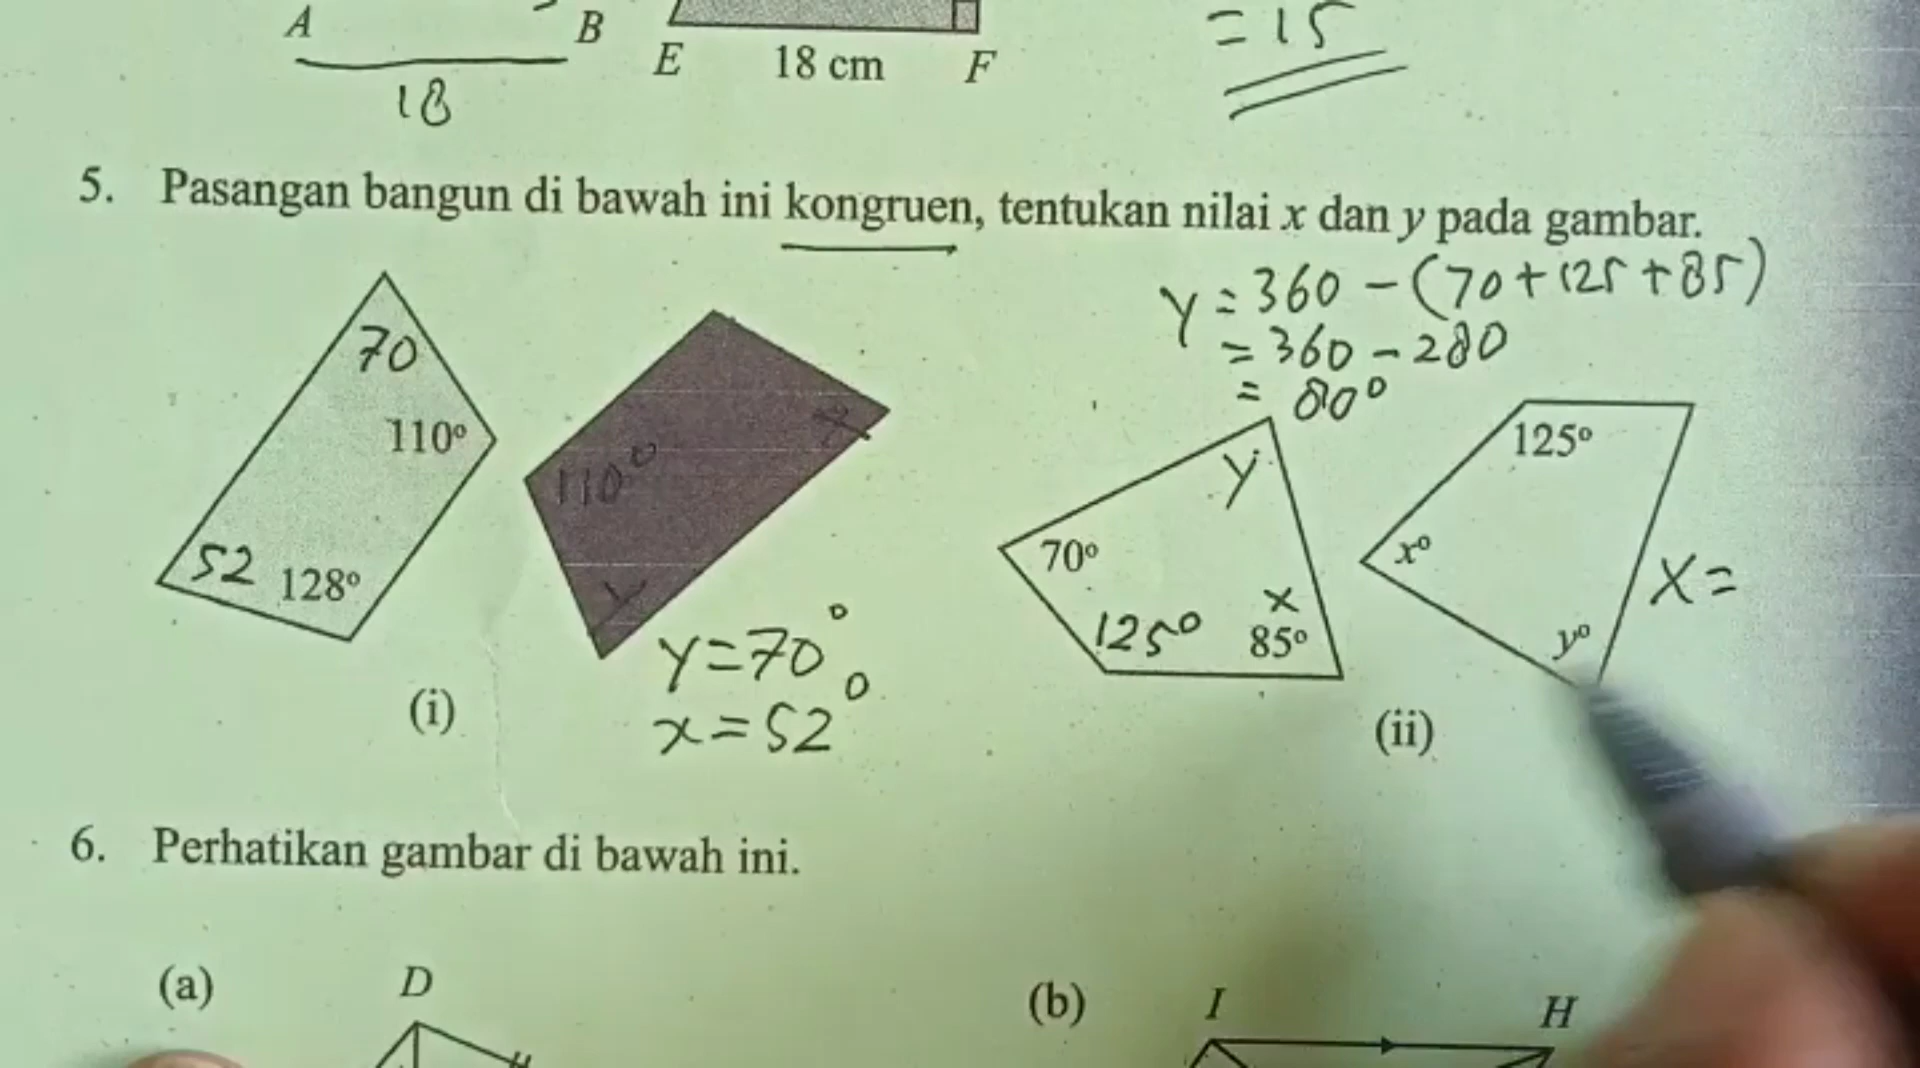 A B
E 18 cm F
18
= 15
5. Pasangan bangun di bawah ini kongruen, tentukan nilai x dan y pada gambar.
y = 360 - (70 + 125 + 85)
= 360 - 280
= 80°
70
110°
52 128°
110° x
y
y = 70°
x = 52°
(i)
y
70°
x
125° 85°
125°
x°
y°
x =
(ii)
6. Perhatikan gambar di bawah ini.
(a) D
(b) I H